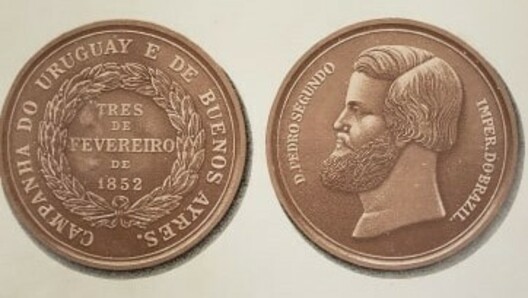 CAMPANHA DO URUGUAY E DE BUENOS AYRES.
TRES
DE
FEVEREIRO
DE
1852
D. PEDRO SEGUNDO
IMPER. DO BRAZIL.